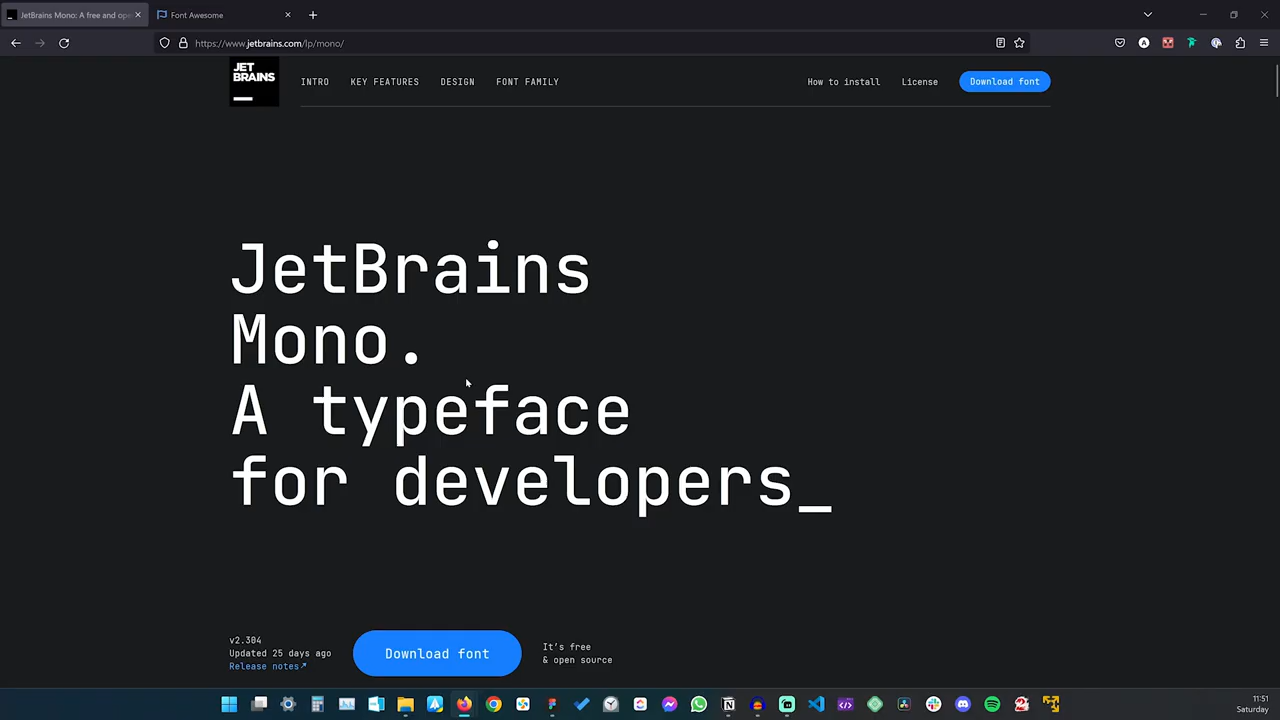 JetBrains Mono: A free and ope
Font Awesome
https://www.jetbrains.com/lp/mono/
JET
BRAINS
INTRO
KEY FEATURES
DESIGN
FONT FAMILY
How to install
License
Download font
JetBrains
Mono.
A typeface
for developers_
v2.304
Updated 25 days ago
Release notes↗
Download font
It's free
& open source
11:51
Saturday